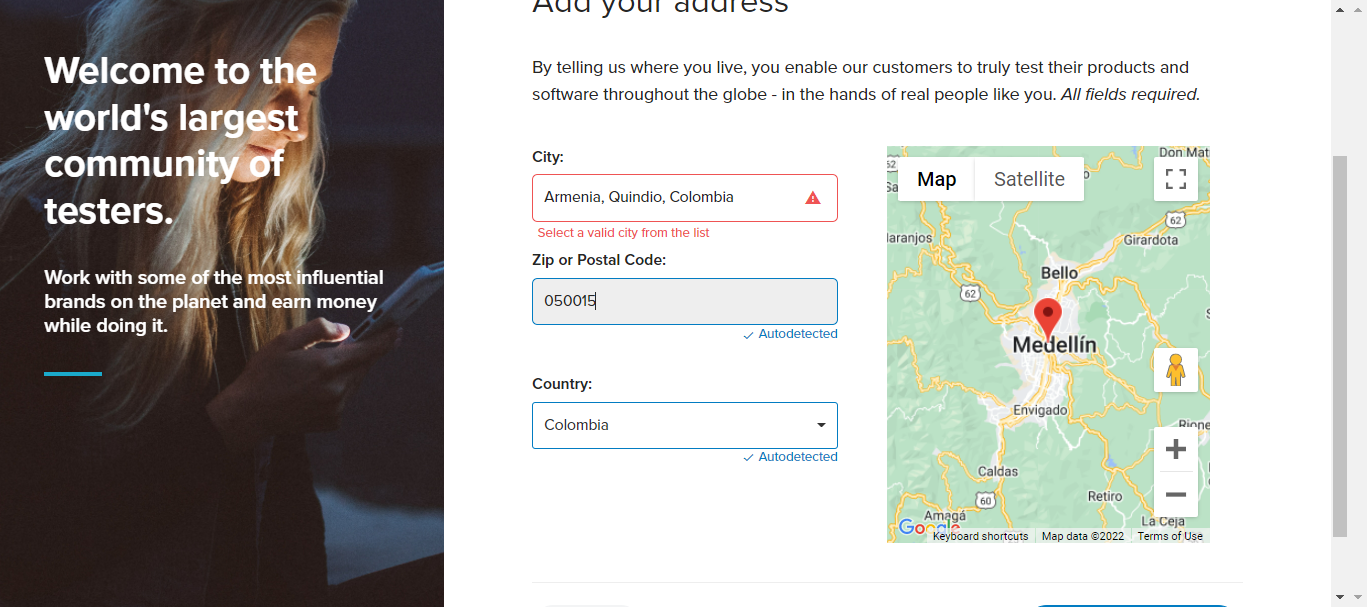 Add your address
Welcome to the
world's largest
community of
testers.
Work with some of the most influential
brands on the planet and earn money
while doing it.
By telling us where you live, you enable our customers to truly test their products and
software throughout the globe - in the hands of real people like you. All fields required.
City:
Armenia, Quindio, Colombia
Select a valid city from the list
Zip or Postal Code:
050015
Autodetected
Country:
Colombia
Autodetected
Map
Satellite
Don Mat
62
62
Girardota
Bello
62
Medellín
Envigado
Caldas
60
Retiro
Amagá
La Ceja
Google
Keyboard shortcuts
Map data ©2022
Terms of Use